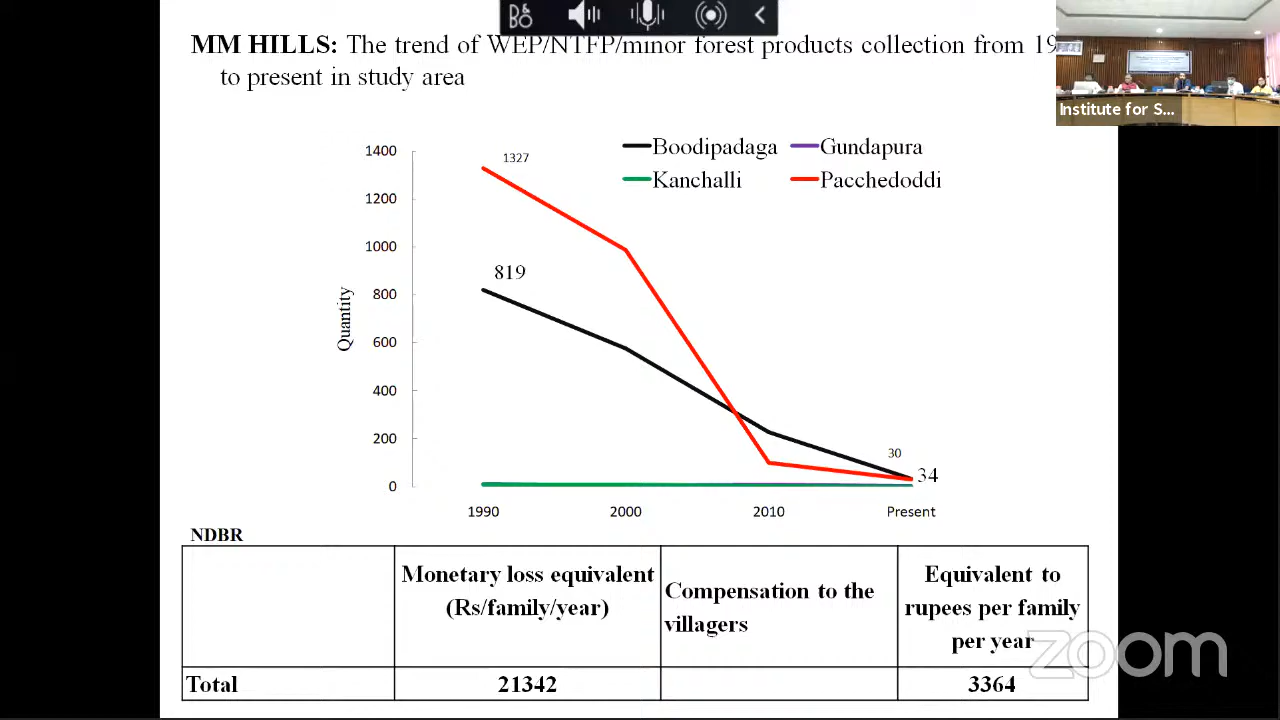 MM HILLS: The trend of WEP/NTFP/minor forest products collection from 19
to present in study area
Institute for S...
Boodipadaga
Gundapura
Kanchalli
Pacchedoddi
1400
1200
1000
800
600
400
200
0
Quantity
1327
819
30
34
1990
2000
2010
Present
NDBR
Monetary loss equivalent
(Rs/family/year)
Compensation to the
villagers
Equivalent to
rupees per family
per year
Total
21342
3364
zoom